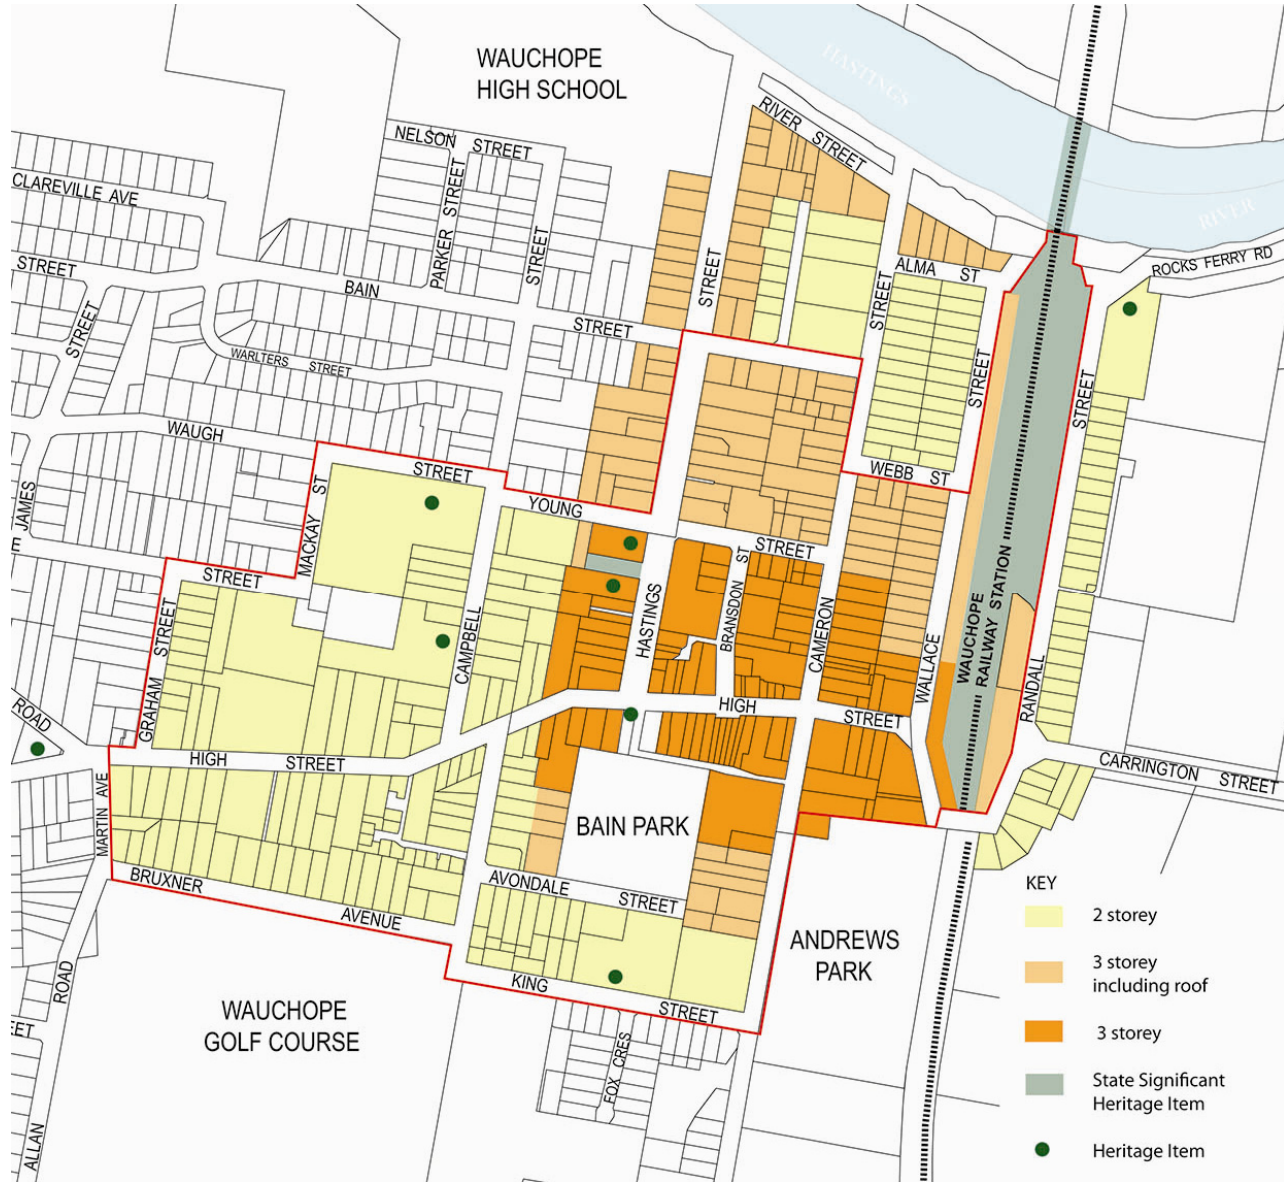 WAUCHOPE
HIGH SCHOOL
HASTINGS
RIVER
RIVER STREET
NELSON STREET
CLAREVILLE AVE
PARKER STREET
STREET
STREET
STREET
ALMA ST
ROCKS FERRY RD
STREET
BAIN
STREET
STREET
STREET
WARLTERS STREET
STREET
STREET
WAUGH
STREET
WEBB ST
JAMES
MACKAY ST
YOUNG
STREET
E
STREET
GRAHAM STREET
CAMPBELL
HASTINGS
BRANSDON ST
CAMERON
WALLACE
WAUCHOPE
RAILWAY STATION
RANDALL
ROAD
HIGH
STREET
HIGH STREET
CARRINGTON STREET
MARTIN AVE
BAIN PARK
BRUXNER
AVENUE
AVONDALE
STREET
ANDREWS
PARK
ROAD
KING
STREET
WAUCHOPE
GOLF COURSE
EET
FOX CRES
ALLAN
KEY
2 storey
3 storey
including roof
3 storey
State Significant
Heritage Item
Heritage Item